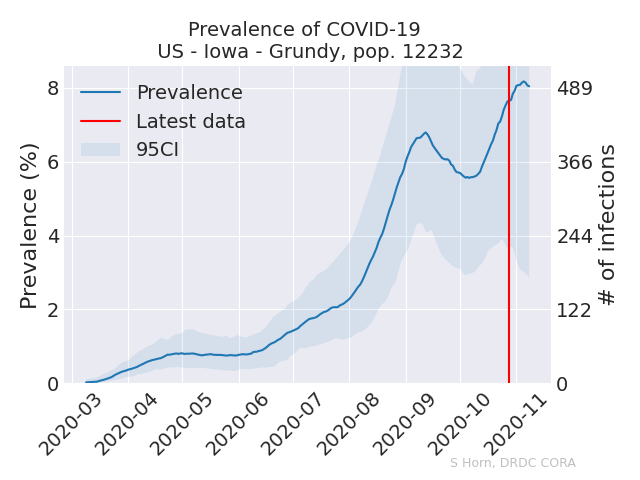 Prevalence of COVID-19
US - Iowa - Grundy, pop. 12232
Prevalence
Latest data
95CI
Prevalence (%)
8
6
4
2
0
489
366
244
122
0
# of infections
2020-03
2020-04
2020-05
2020-06
2020-07
2020-08
2020-09
2020-10
2020-11
S Horn, DRDC CORA